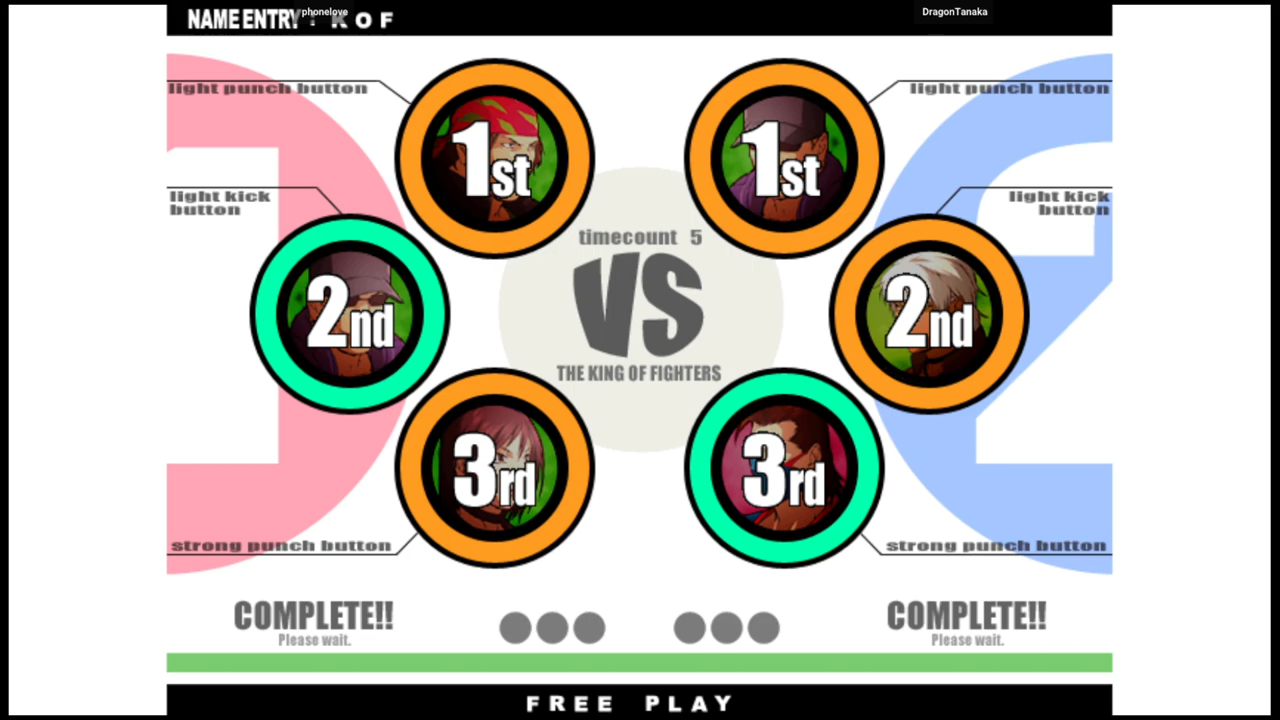 NAME ENTRY : K O F
phonelove
DragonTanaka
light punch button
light punch button
1st
1st
light kick
button
light kick
button
timecount 5
VS
THE KING OF FIGHTERS
2nd
2nd
3rd
3rd
strong punch button
strong punch button
COMPLETE!!
Please wait.
COMPLETE!!
Please wait.
FREE PLAY